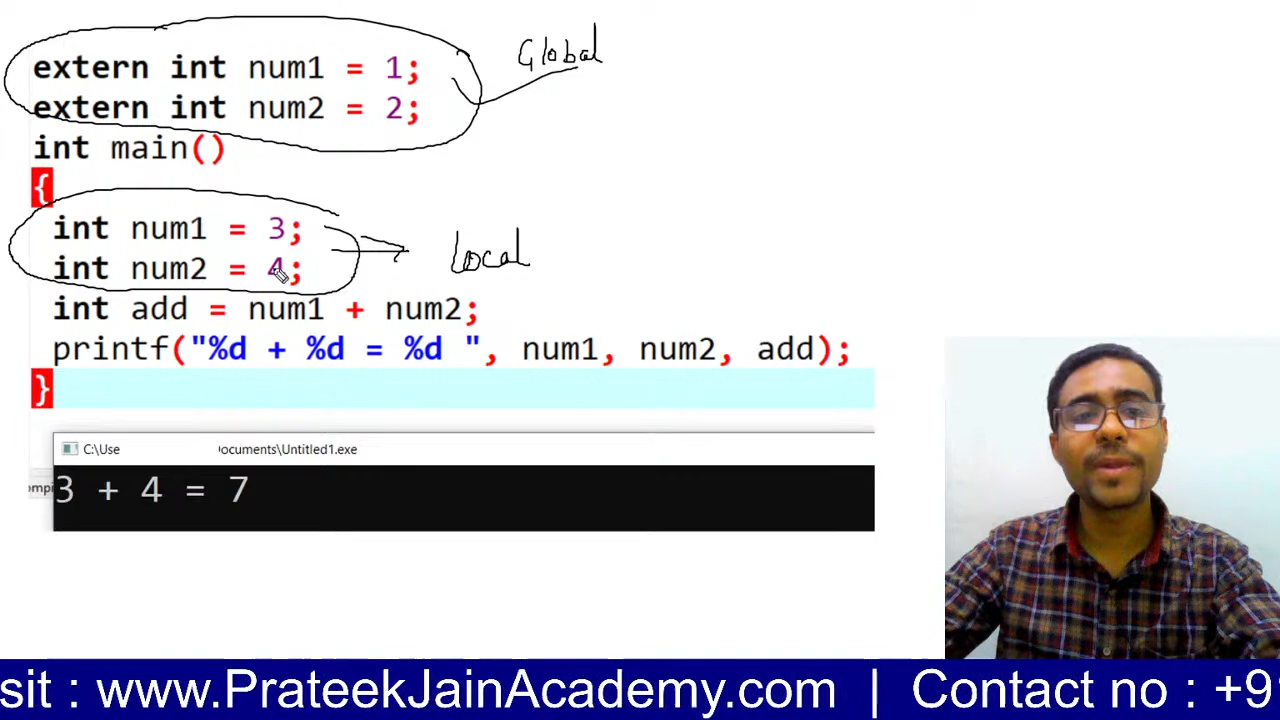 extern int num1 = 1;
Global
extern int num2 = 2;
int main()
{
int num1 = 3;
Local
int num2 = 4;
int add = num1 + num2;
printf("%d + %d = %d ", num1, num2, add);
}
C:\Use ocuments\Untitled1.exe
ompi
3 + 4 = 7
sit : www.PrateekJainAcademy.com | Contact no : +9